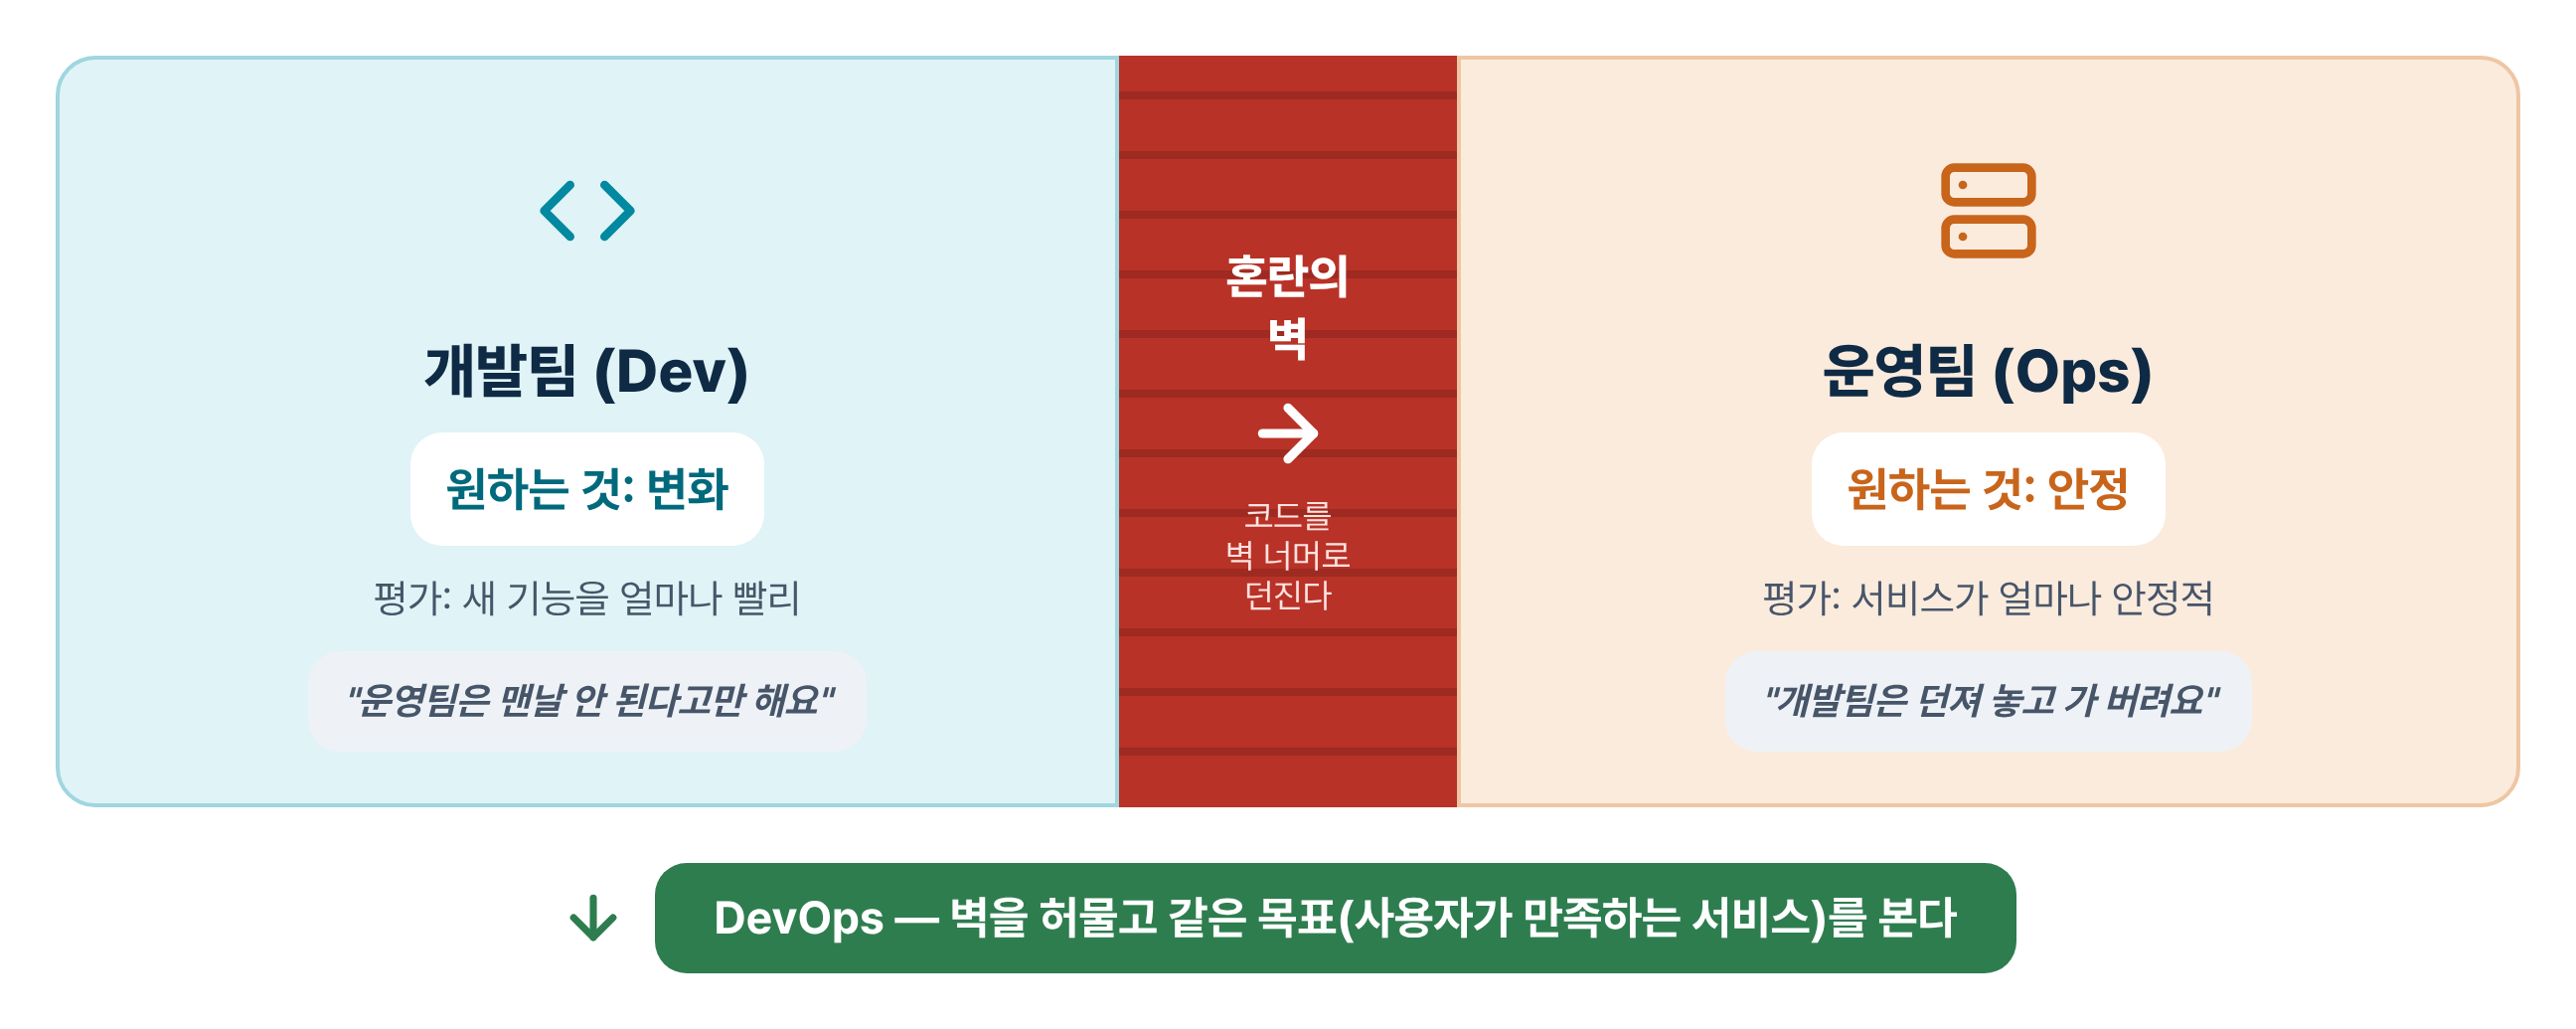 개발팀 (Dev)
원하는 것: 변화
평가: 새 기능을 얼마나 빨리
"운영팀은 맨날 안 된다고만 해요"
혼란의
벽
코드를
벽 너머로
던진다
운영팀 (Ops)
원하는 것: 안정
평가: 서비스가 얼마나 안정적
"개발팀은 던져 놓고 가 버려요"
DevOps — 벽을 허물고 같은 목표(사용자가 만족하는 서비스)를 본다